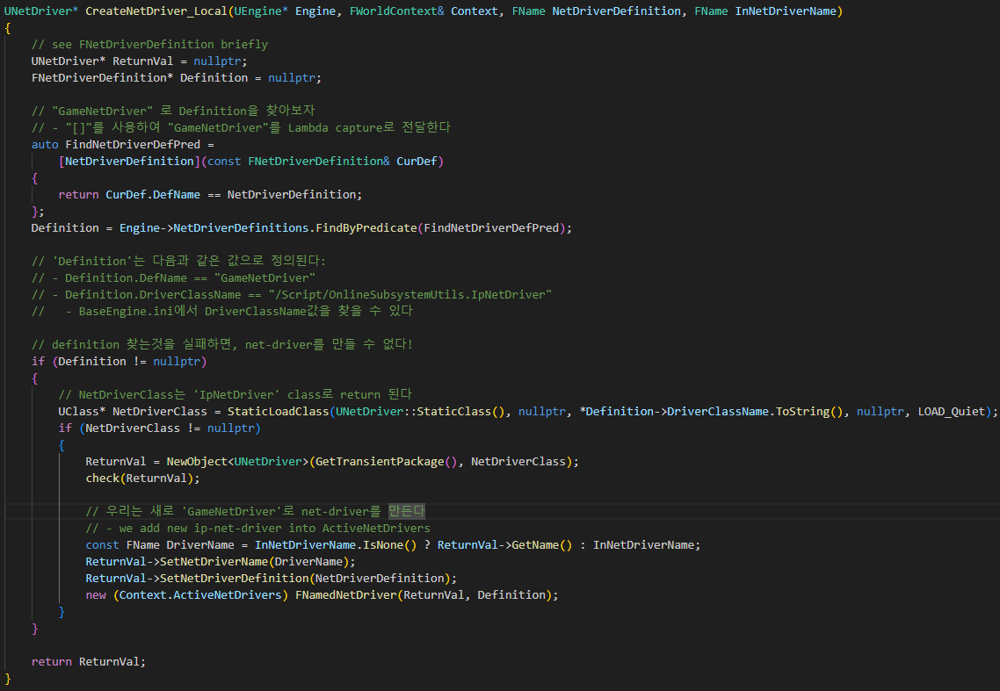 UNetDriver* CreateNetDriver_Local(UEngine* Engine, FWorldContext& Context, FName NetDriverDefinition, FName InNetDriverName)
{
// see FNetDriverDefinition briefly
UNetDriver* ReturnVal = nullptr;
FNetDriverDefinition* Definition = nullptr;
// "GameNetDriver" 로 Definition을 찾아보자
// - "[]"를 사용하여 "GameNetDriver"를 Lambda capture로 전달한다
auto FindNetDriverDefPred =
[NetDriverDefinition](const FNetDriverDefinition& CurDef)
{
return CurDef.DefName == NetDriverDefinition;
};
Definition = Engine->NetDriverDefinitions.FindByPredicate(FindNetDriverDefPred);
// 'Definition'는 다음과 같은 값으로 정의된다:
// - Definition.DefName == "GameNetDriver"
// - Definition.DriverClassName == "/Script/OnlineSubsystemUtils.IpNetDriver"
//   - BaseEngine.ini에서 DriverClassName값을 찾을 수 있다
// definition 찾는것을 실패하면, net-driver를 만들 수 없다!
if (Definition != nullptr)
{
// NetDriverClass는 'IpNetDriver' class로 return 된다
UClass* NetDriverClass = StaticLoadClass(UNetDriver::StaticClass(), nullptr, *Definition->DriverClassName.ToString(), nullptr, LOAD_Quiet);
if (NetDriverClass != nullptr)
{
ReturnVal = NewObject<UNetDriver>(GetTransientPackage(), NetDriverClass);
check(ReturnVal);
// 우리는 새로 'GameNetDriver'로 net-driver를 만든다
// - we add new ip-net-driver into ActiveNetDrivers
const FName DriverName = InNetDriverName.IsNone() ? ReturnVal->GetName() : InNetDriverName;
ReturnVal->SetNetDriverName(DriverName);
ReturnVal->SetNetDriverDefinition(NetDriverDefinition);
new (Context.ActiveNetDrivers) FNamedNetDriver(ReturnVal, Definition);
}
}
return ReturnVal;
}